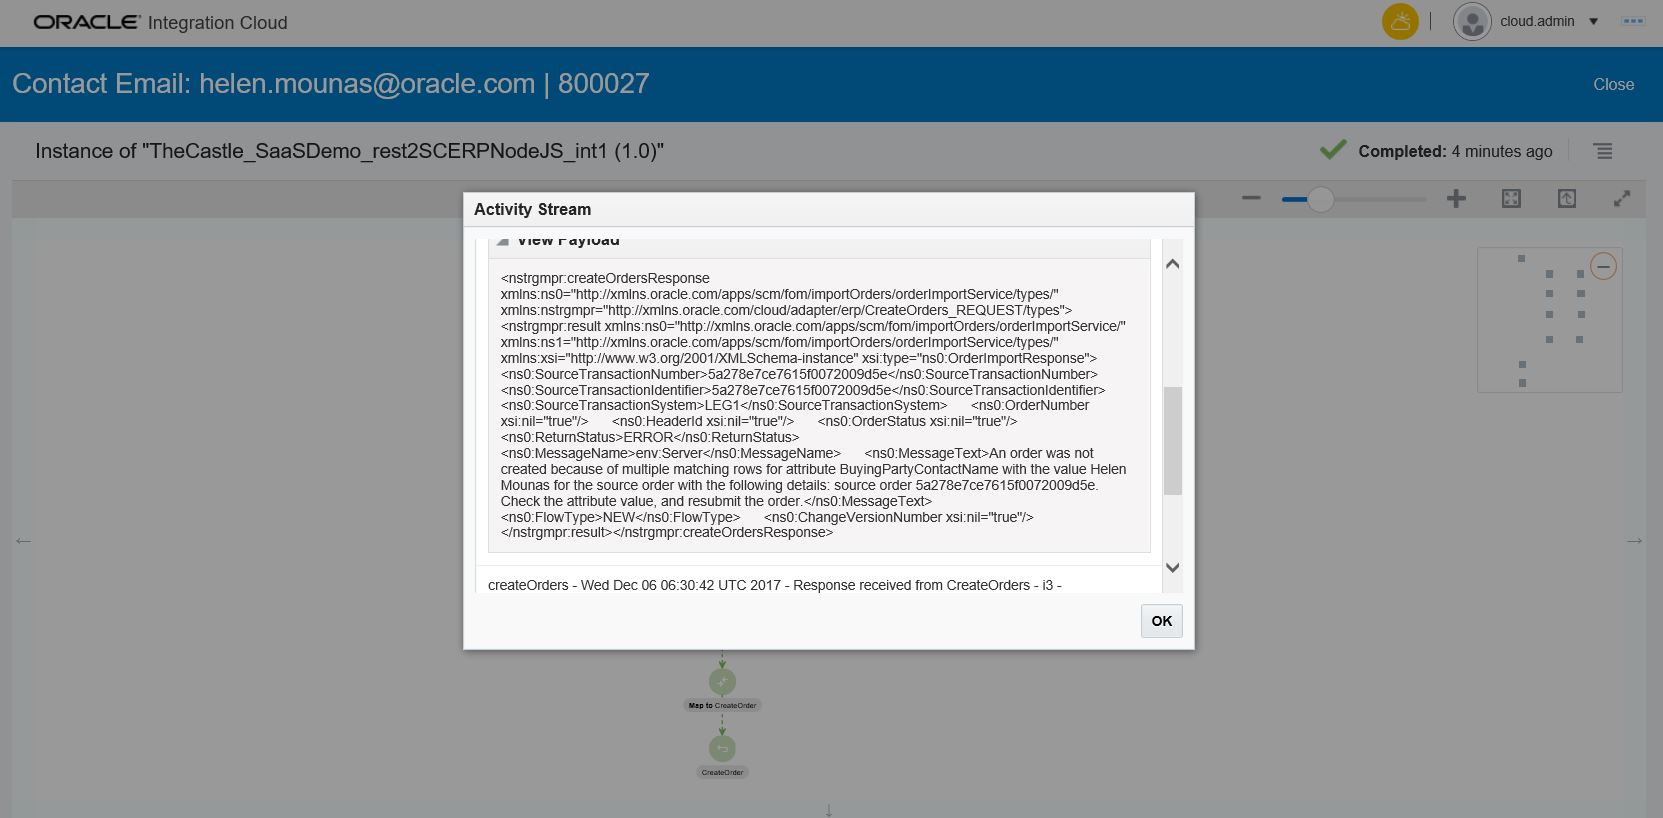 ORACLE Integration Cloud
cloud.admin
Contact Email: helen.mounas@oracle.com | 800027
Close
Instance of "TheCastle_SaaSDemo_rest2SCERPNodeJS_int1 (1.0)"
Completed: 4 minutes ago
Activity Stream
View Payload
<nstrgmpr:createOrdersResponse
xmlns:ns0="http://xmlns.oracle.com/apps/scm/fom/importOrders/orderImportService/types/"
xmlns:nstrgmpr="http://xmlns.oracle.com/cloud/adapter/erp/CreateOrders_REQUEST/types">
<nstrgmpr:result xmlns:ns0="http://xmlns.oracle.com/apps/scm/fom/importOrders/orderImportService/"
xmlns:ns1="http://xmlns.oracle.com/apps/scm/fom/importOrders/orderImportService/types/"
xmlns:xsi="http://www.w3.org/2001/XMLSchema-instance" xsi:type="ns0:OrderImportResponse">
<ns0:SourceTransactionNumber>5a278e7ce7615f0072009d5e</ns0:SourceTransactionNumber>
<ns0:SourceTransactionIdentifier>5a278e7ce7615f0072009d5e</ns0:SourceTransactionIdentifier>
<ns0:SourceTransactionSystem>LEG1</ns0:SourceTransactionSystem> <ns0:OrderNumber
xsi:nil="true"/> <ns0:HeaderId xsi:nil="true"/> <ns0:OrderStatus xsi:nil="true"/>
<ns0:ReturnStatus>ERROR</ns0:ReturnStatus>
<ns0:MessageName>env:Server</ns0:MessageName> <ns0:MessageText>An order was not
created because of multiple matching rows for attribute BuyingPartyContactName with the value Helen
Mounas for the source order with the following details: source order 5a278e7ce7615f0072009d5e.
Check the attribute value, and resubmit the order.</ns0:MessageText>
<ns0:FlowType>NEW</ns0:FlowType> <ns0:ChangeVersionNumber xsi:nil="true"/>
</nstrgmpr:result></nstrgmpr:createOrdersResponse>
createOrders - Wed Dec 06 06:30:42 UTC 2017 - Response received from CreateOrders - i3 -
OK
Map to CreateOrder
CreateOrder